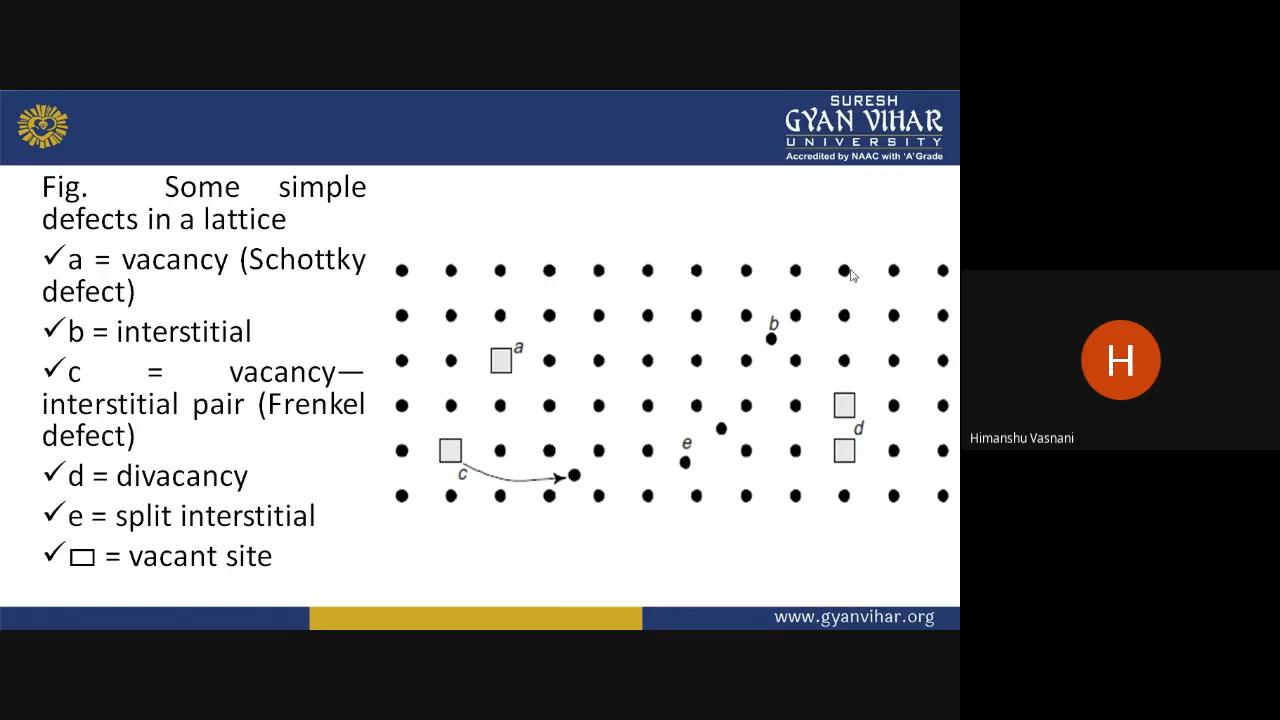 SURESH
GYAN VIHAR
UNIVERSITY
Accredited by NAAC with 'A' Grade
Fig. Some simple
defects in a lattice
✓a = vacancy (Schottky
defect)
✓b = interstitial
✓c = vacancy—
interstitial pair (Frenkel
defect)
✓d = divacancy
✓e = split interstitial
✓▭ = vacant site
b
a
d
e
c
H
Himanshu Vasnani
www.gyanvihar.org